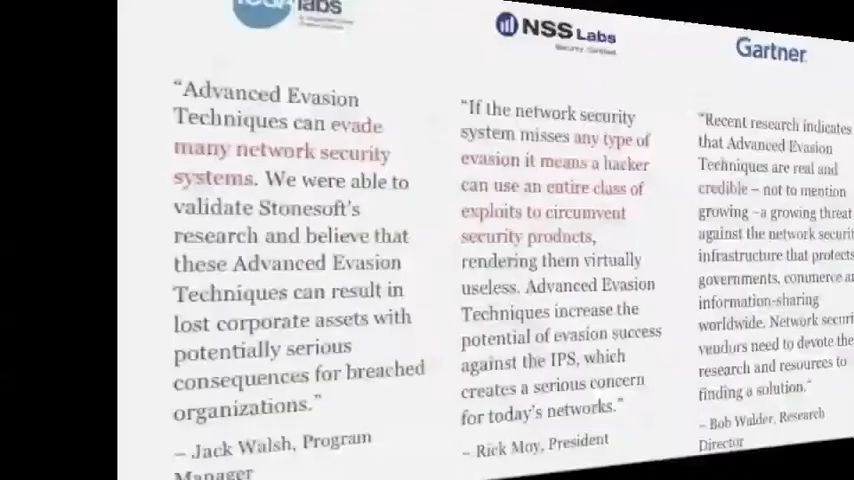 labs
NSS Labs
Gartner
"Advanced Evasion
Techniques can evade
many network security
systems. We were able to
validate Stonesoft's
research and believe that
these Advanced Evasion
Techniques can result in
lost corporate assets with
potentially serious
consequences for breached
organizations."
– Jack Walsh, Program
Manager
"If the network security
system misses any type of
evasion it means a hacker
can use an entire class of
exploits to circumvent
security products,
rendering them virtually
useless. Advanced Evasion
Techniques increase the
potential of evasion success
against the IPS, which
creates a serious concern
for today's networks."
– Rick Moy, President
"Recent research indicates
that Advanced Evasion
Techniques are real and
credible – not to mention
growing –a growing threat
against the network securit
infrastructure that protects
governments, commerce an
information-sharing
worldwide. Network securi
vendors need to devote the
research and resources to
finding a solution."
– Bob Walder, Research
Director